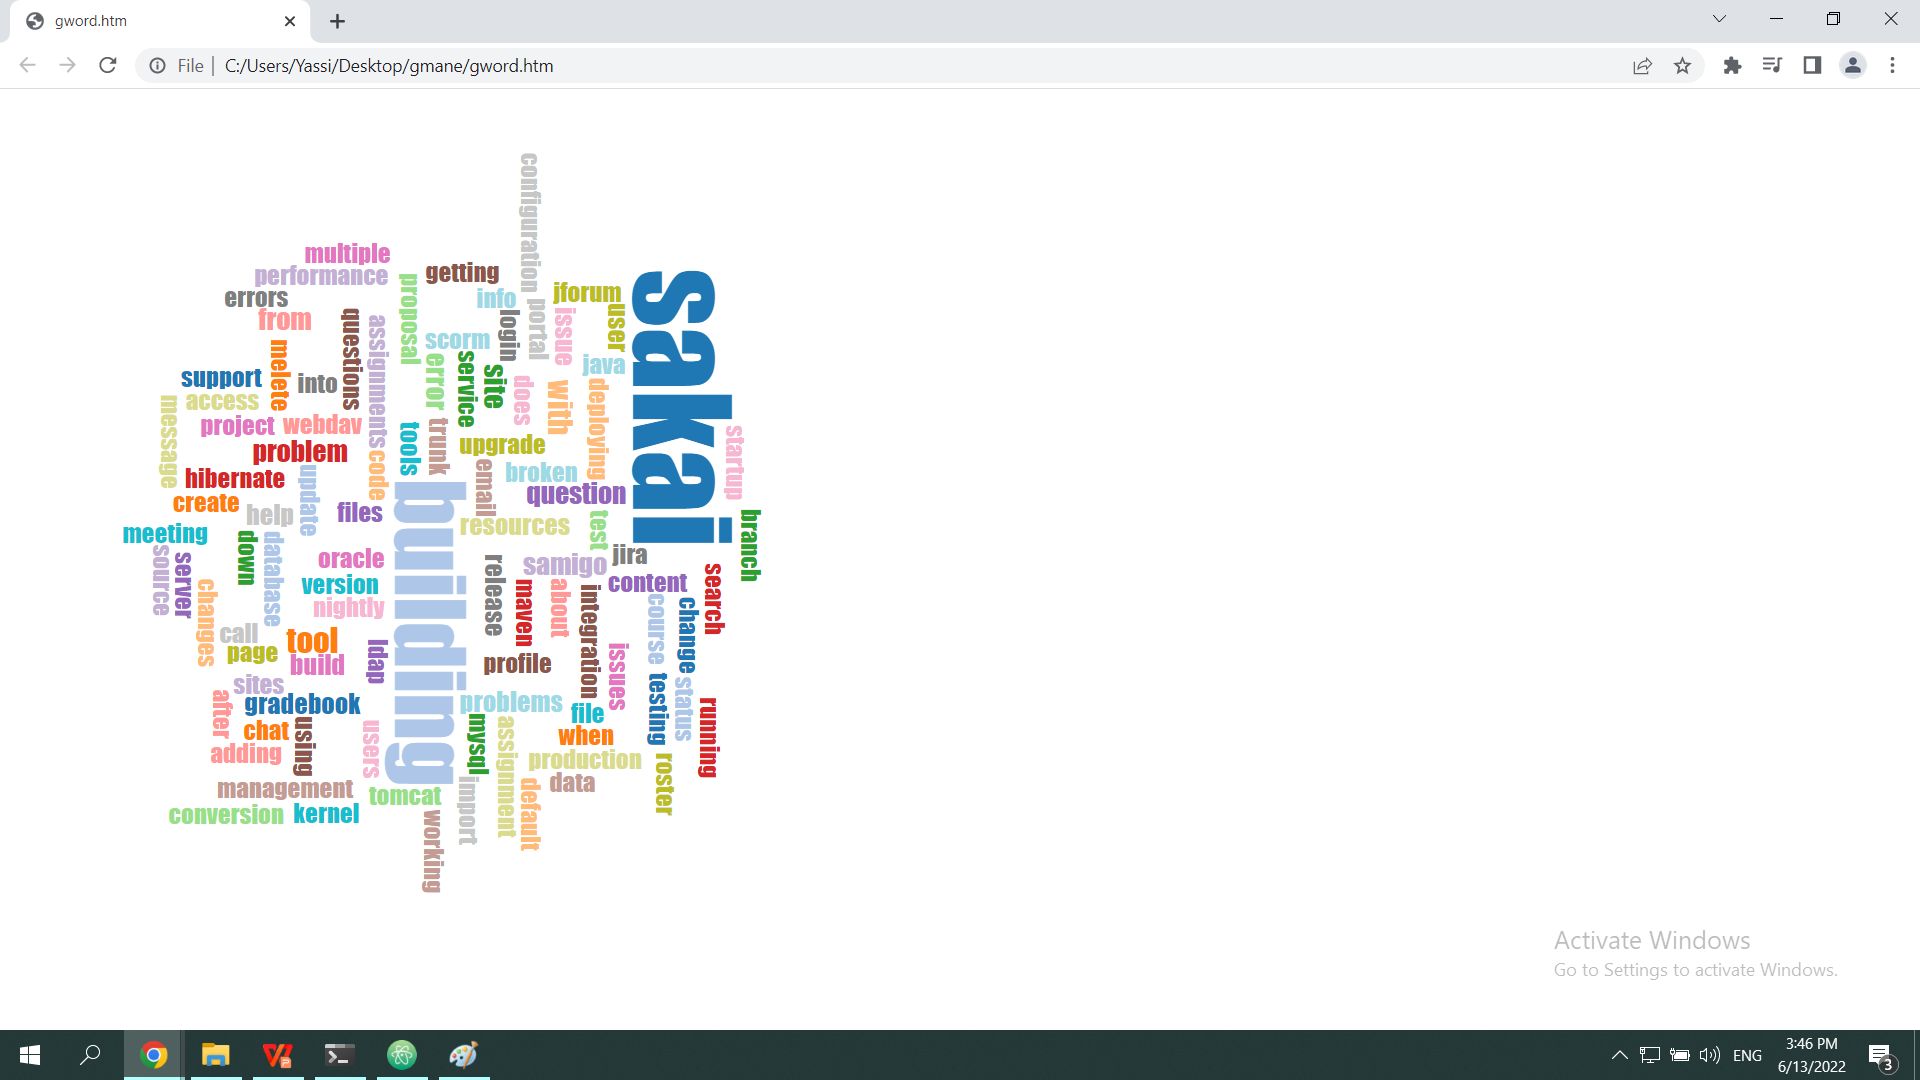 gword.htm
File
C:/Users/Yassi/Desktop/gmane/gword.htm
configuration
multiple
performance
getting
errors
proposal
info
jforum
sakai
from
questions
assignments
login
portal
issue
user
scorm
melete
into
error
service
site
does
with
java
deploying
support
access
message
project
webdav
tools
trunk
upgrade
startup
problem
code
email
broken
hibernate
update
building
question
create
help
files
resources
test
branch
meeting
down
database
source
server
oracle
release
samigo
jira
version
changes
nightly
maven
about
integration
content
search
course
change
call
tool
page
build
ldap
profile
issues
sites
testing
status
after
gradebook
problems
file
running
chat
using
users
mysql
assignment
when
adding
production
roster
management
tomcat
import
default
data
conversion
kernel
working
Activate Windows
Go to Settings to activate Windows.
ENG
3:46 PM
6/13/2022
3